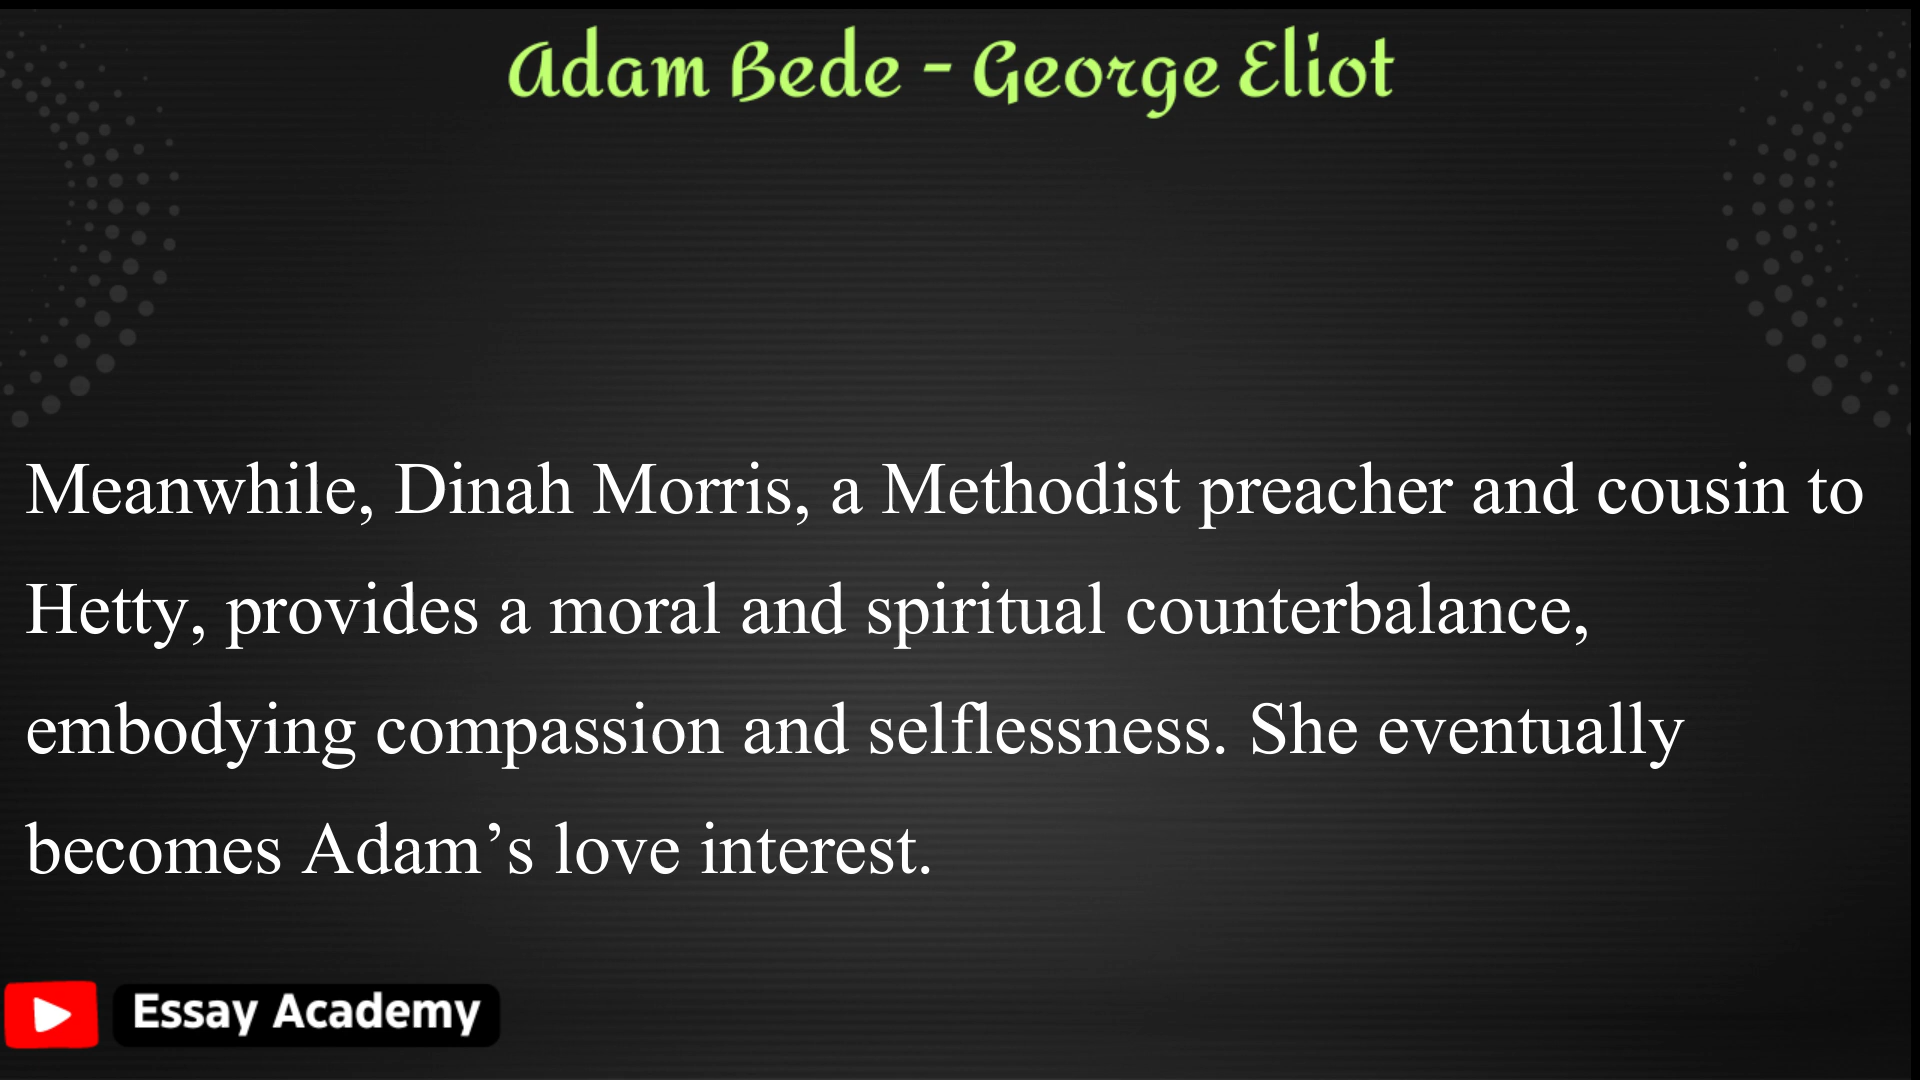 Adam Bede - George Eliot
Meanwhile, Dinah Morris, a Methodist preacher and cousin to
Hetty, provides a moral and spiritual counterbalance,
embodying compassion and selflessness. She eventually
becomes Adam’s love interest.
Essay Academy